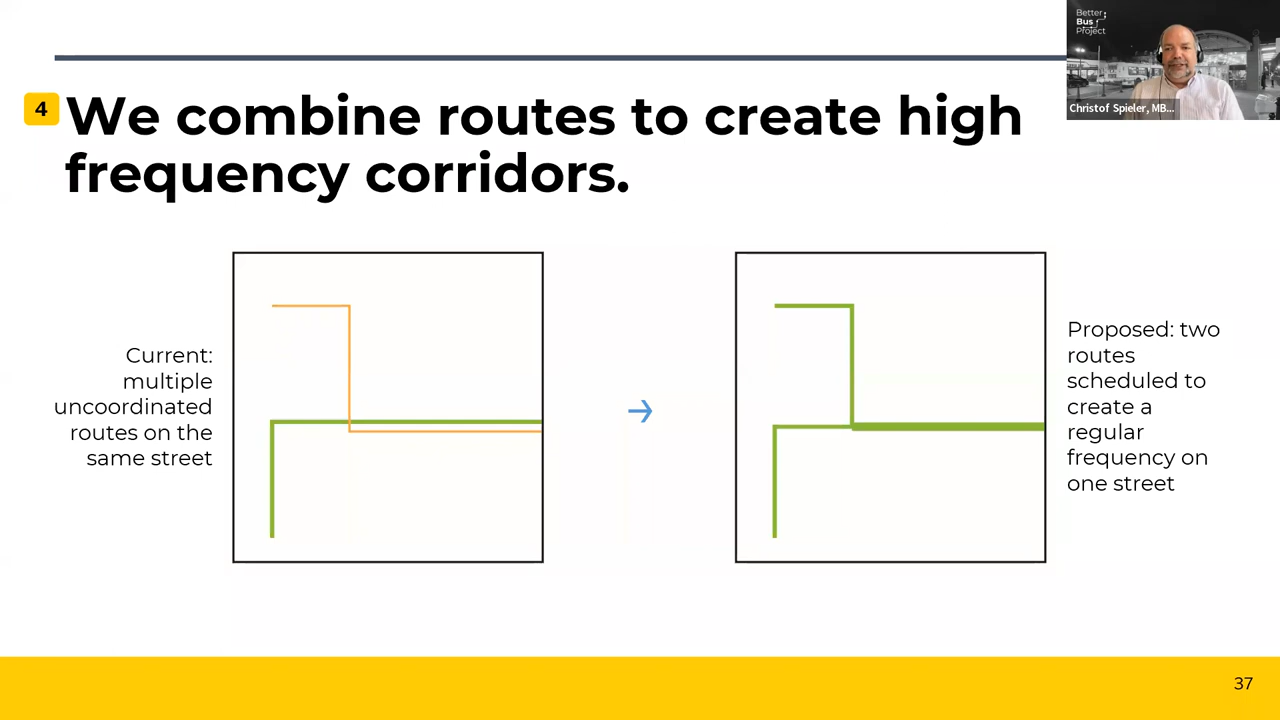 Better
Bus
Project
Christof Spieler, MB...
4
We combine routes to create high
frequency corridors.
Current:
multiple
uncoordinated
routes on the
same street
Proposed: two
routes
scheduled to
create a
regular
frequency on
one street
37